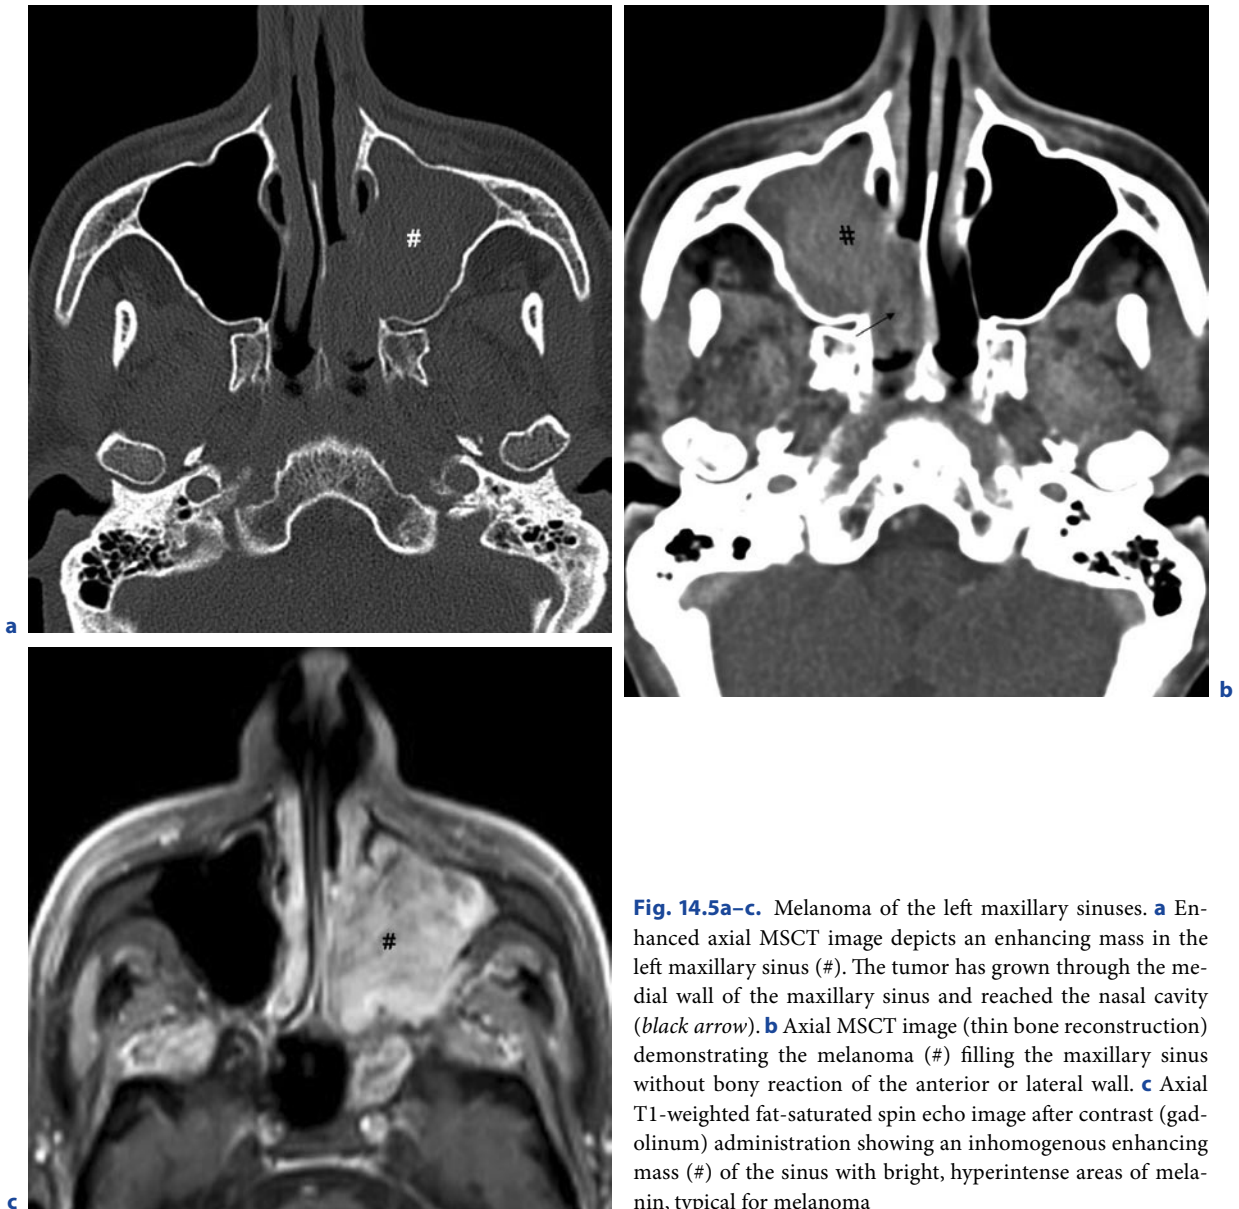 #
#
a
b
#
c
Fig. 14.5a–c. Melanoma of the left maxillary sinuses. a En-
hanced axial MSCT image depicts an enhancing mass in the
left maxillary sinus (#). The tumor has grown through the me-
dial wall of the maxillary sinus and reached the nasal cavity
(black arrow). b Axial MSCT image (thin bone reconstruction)
demonstrating the melanoma (#) filling the maxillary sinus
without bony reaction of the anterior or lateral wall. c Axial
T1-weighted fat-saturated spin echo image after contrast (gad-
olinum) administration showing an inhomogenous enhancing
mass (#) of the sinus with bright, hyperintense areas of mela-
nin, typical for melanoma